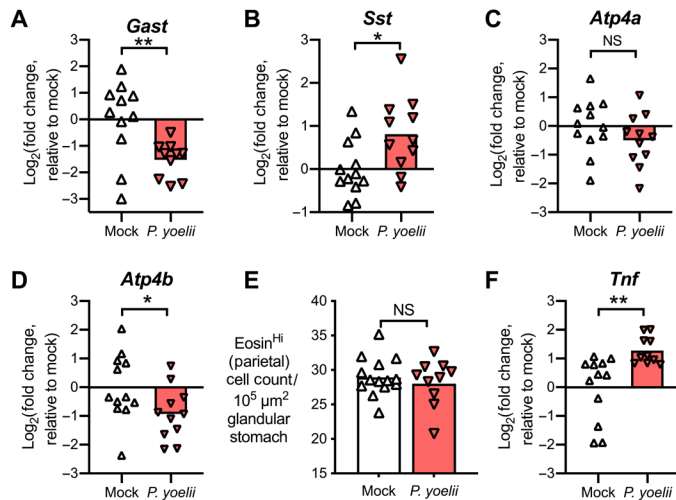 A
Gast
**
Log₂(fold change,
relative to mock)
3
2
1
0
−1
−2
−3
Mock
P. yoelii
B
Sst
*
Log₂(fold change,
relative to mock)
3
2
1
0
−1
Mock
P. yoelii
C
Atp4a
NS
Log₂(fold change,
relative to mock)
3
2
1
0
−1
−2
−3
Mock
P. yoelii
D
Atp4b
*
Log₂(fold change,
relative to mock)
3
2
1
0
−1
−2
−3
Mock
P. yoelii
E
NS
Eosinᴴⁱ
(parietal)
cell count/
10⁵ µm²
glandular
stomach
40
35
30
25
20
15
Mock
P. yoelii
F
Tnf
**
Log₂(fold change,
relative to mock)
3
2
1
0
−1
−2
−3
Mock
P. yoelii